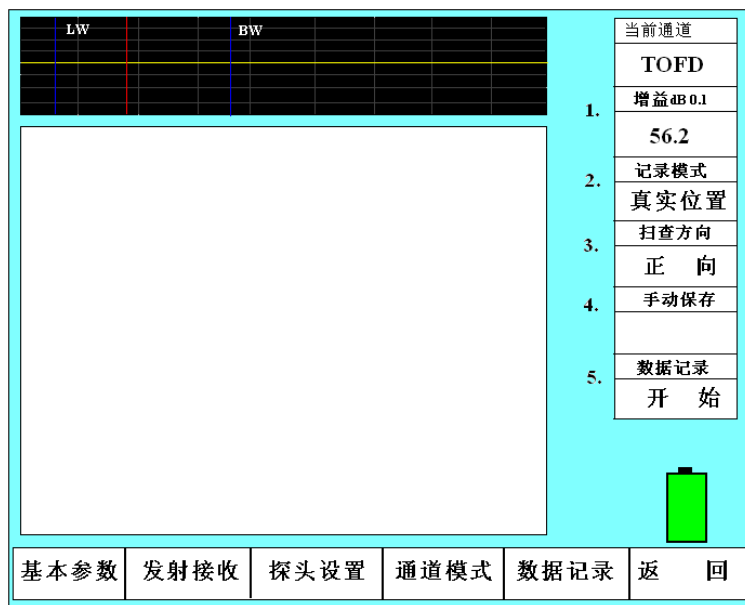 LW BW
当前通道
TOFD
1. 增益dB 0.1
56.2
2. 记录模式
真实位置
3. 扫查方向
正 向
4. 手动保存
5. 数据记录
开 始
基本参数 发射接收 探头设置 通道模式 数据记录 返 回